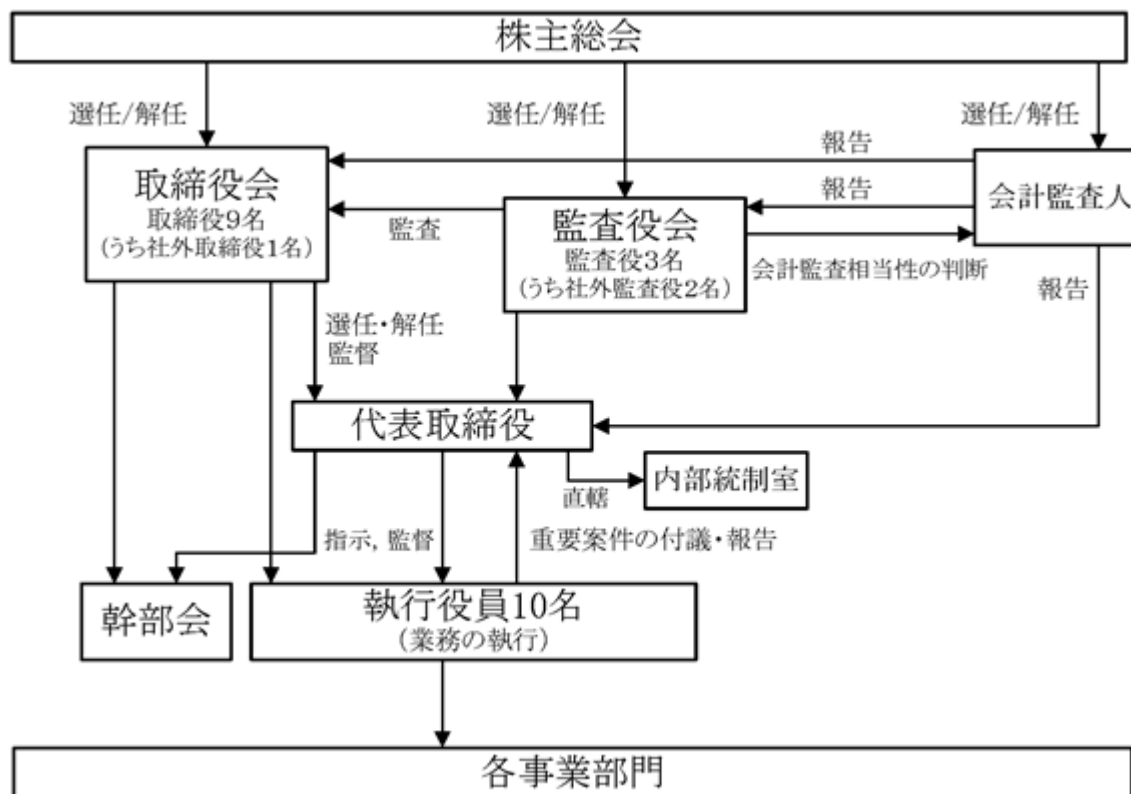 株主総会
選任/解任
選任/解任
選任/解任
報告
取締役会
取締役9名
(うち社外取締役1名)
報告
会計監査人
監査
監査役会
監査役3名
(うち社外監査役2名)
会計監査相当性の判断
報告
選任・解任
監督
代表取締役
内部統制室
直轄
指示, 監督
重要案件の付議・報告
幹部会
執行役員10名
(業務の執行)
各事業部門